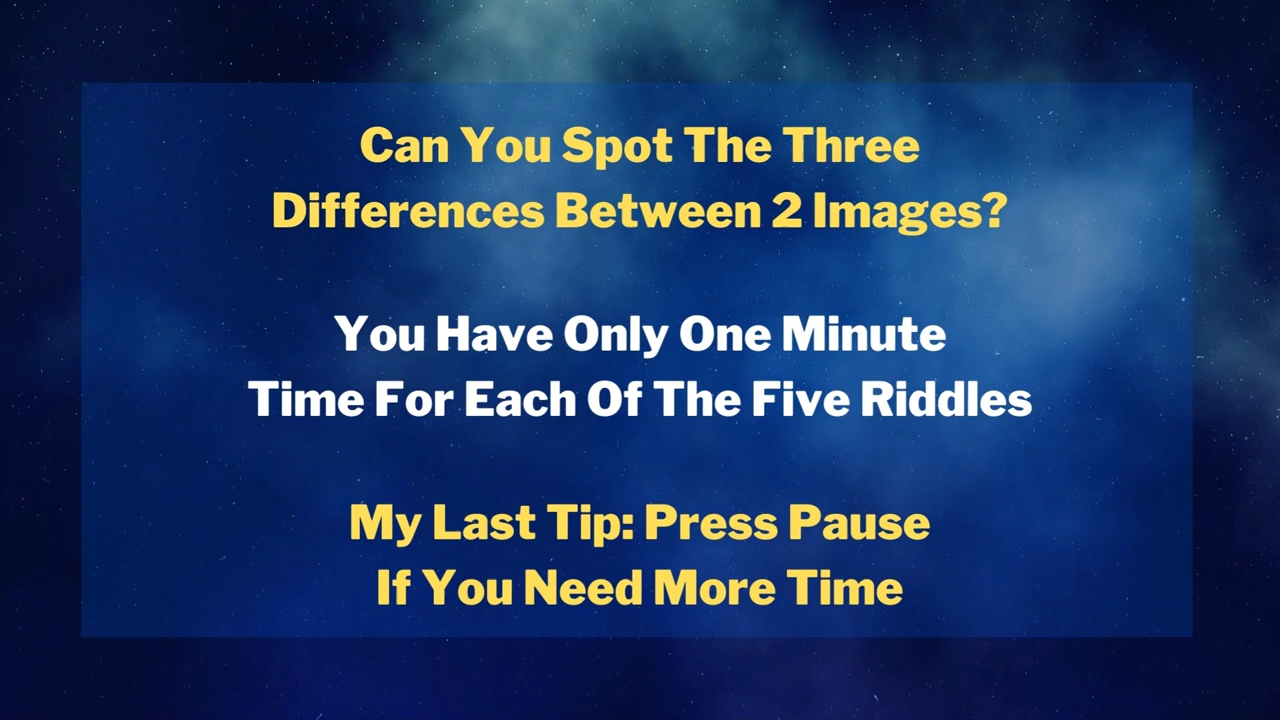 Can You Spot The Three
Differences Between 2 Images?
You Have Only One Minute
Time For Each Of The Five Riddles
My Last Tip: Press Pause
If You Need More Time